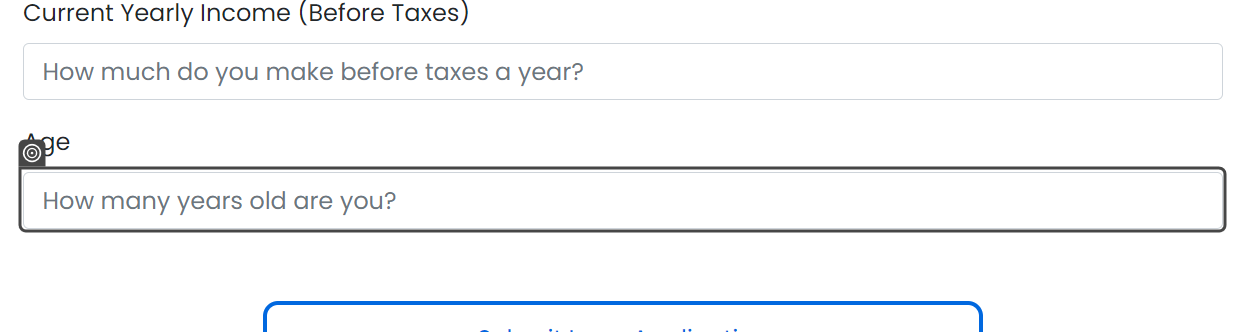 Current Yearly Income (Before Taxes)
How much do you make before taxes a year?
Age
How many years old are you?